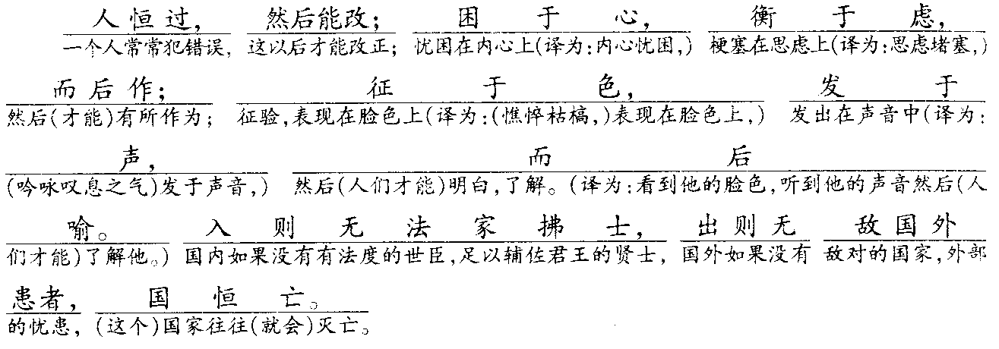 人恒过， 然后能改； 困于心， 衡于虑，
一个人常常犯错误， 这以后才能改正； 忧困在内心上(译为:内心忧困,) 梗塞在思虑上(译为:思虑堵塞,)
而后作； 征于色， 发于
然后(才能)有所作为； 征验,表现在脸色上(译为:(憔悴枯槁,)表现在脸色上,) 发出在声音中(译为:
声， 而后
(吟咏叹息之气)发于声音,) 然后(人们才能)明白,了解。(译为:看到他的脸色,听到他的声音然后(人
喻。 入则无法家拂士， 出则无 敌国外
们才能)了解他。) 国内如果没有有法度的世臣,足以辅佐君王的贤士， 国外如果没有 敌对的国家,外部
患者， 国恒亡。
的忧患， (这个)国家往往(就会)灭亡。